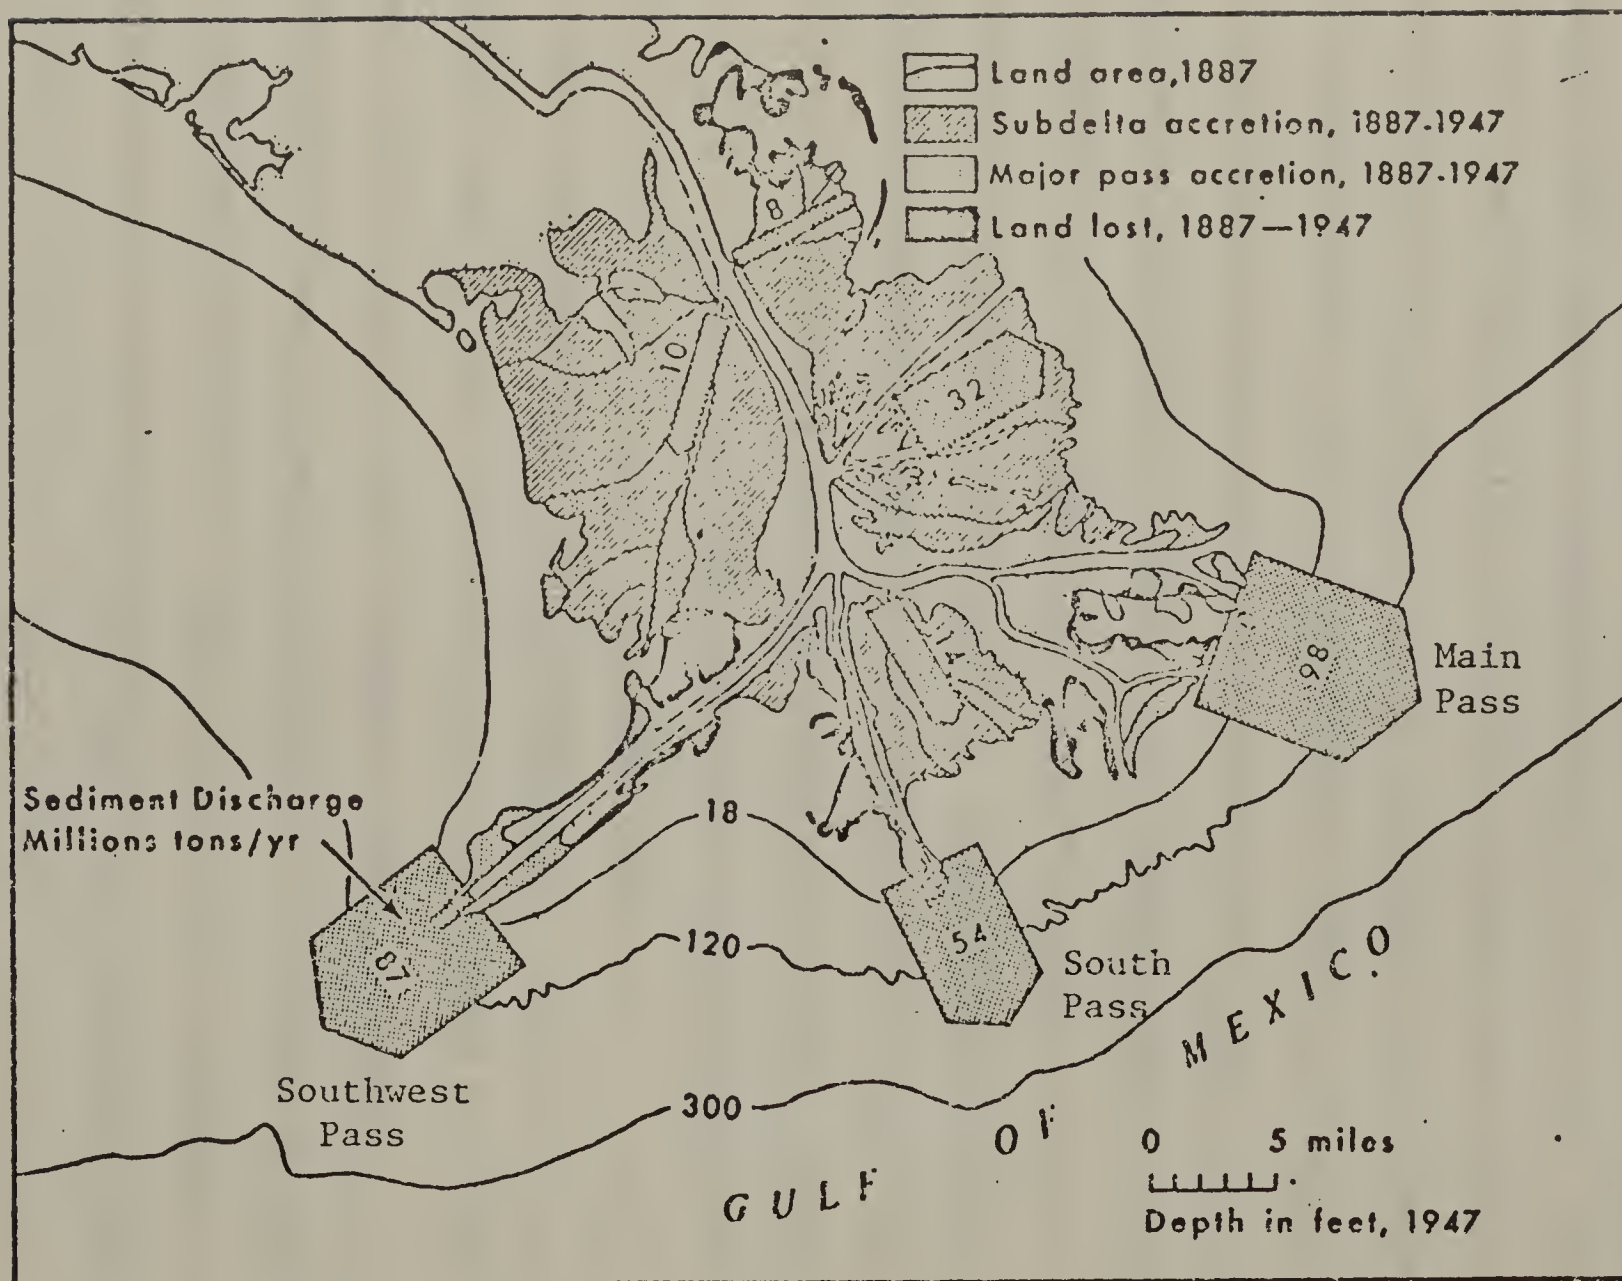 Land area, 1887
Subdelta accretion, 1887-1947
Major pass accretion, 1887-1947
Land lost, 1887—1947
8
10
32
14
98
Main
Pass
Sediment Discharge
Millions tons/yr
18
87
54
120
South
Pass
Southwest
Pass
300
GULF OF MEXICO
0 5 miles
Depth in feet, 1947